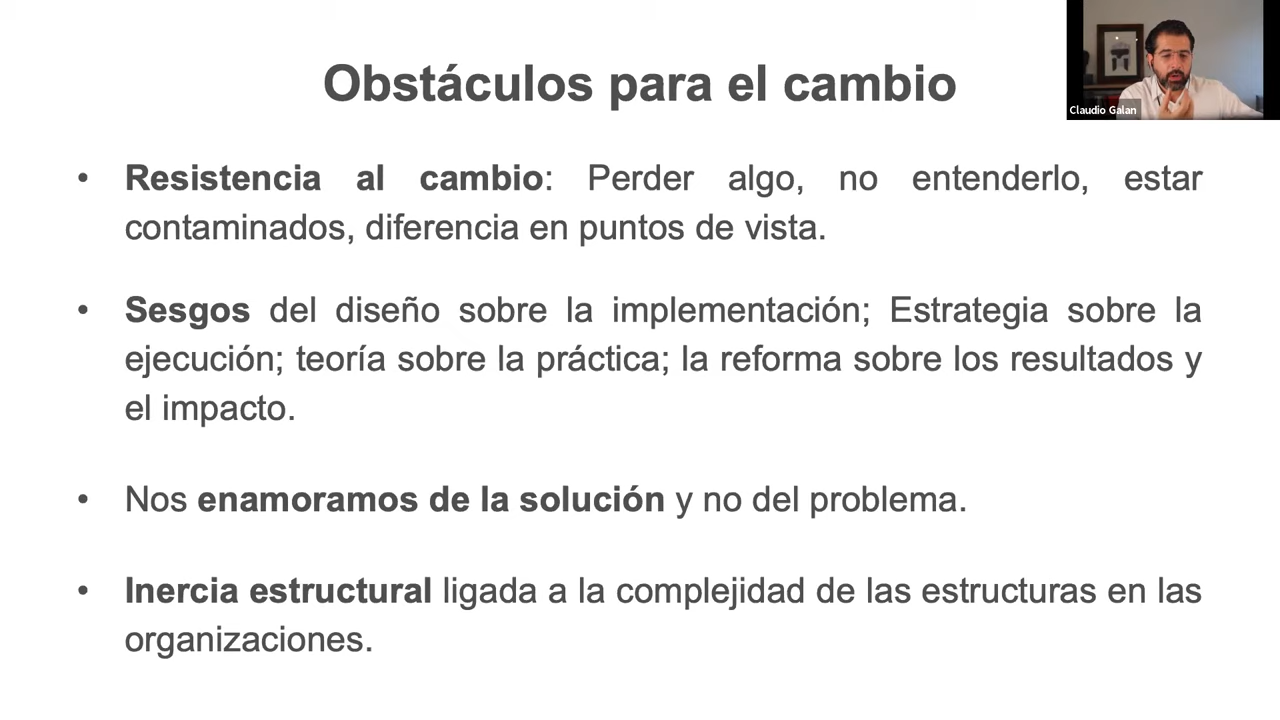 Obstáculos para el cambio
Claudio Galan
• Resistencia al cambio: Perder algo, no entenderlo, estar
contaminados, diferencia en puntos de vista.
• Sesgos del diseño sobre la implementación; Estrategia sobre la
ejecución; teoría sobre la práctica; la reforma sobre los resultados y
el impacto.
• Nos enamoramos de la solución y no del problema.
• Inercia estructural ligada a la complejidad de las estructuras en las
organizaciones.